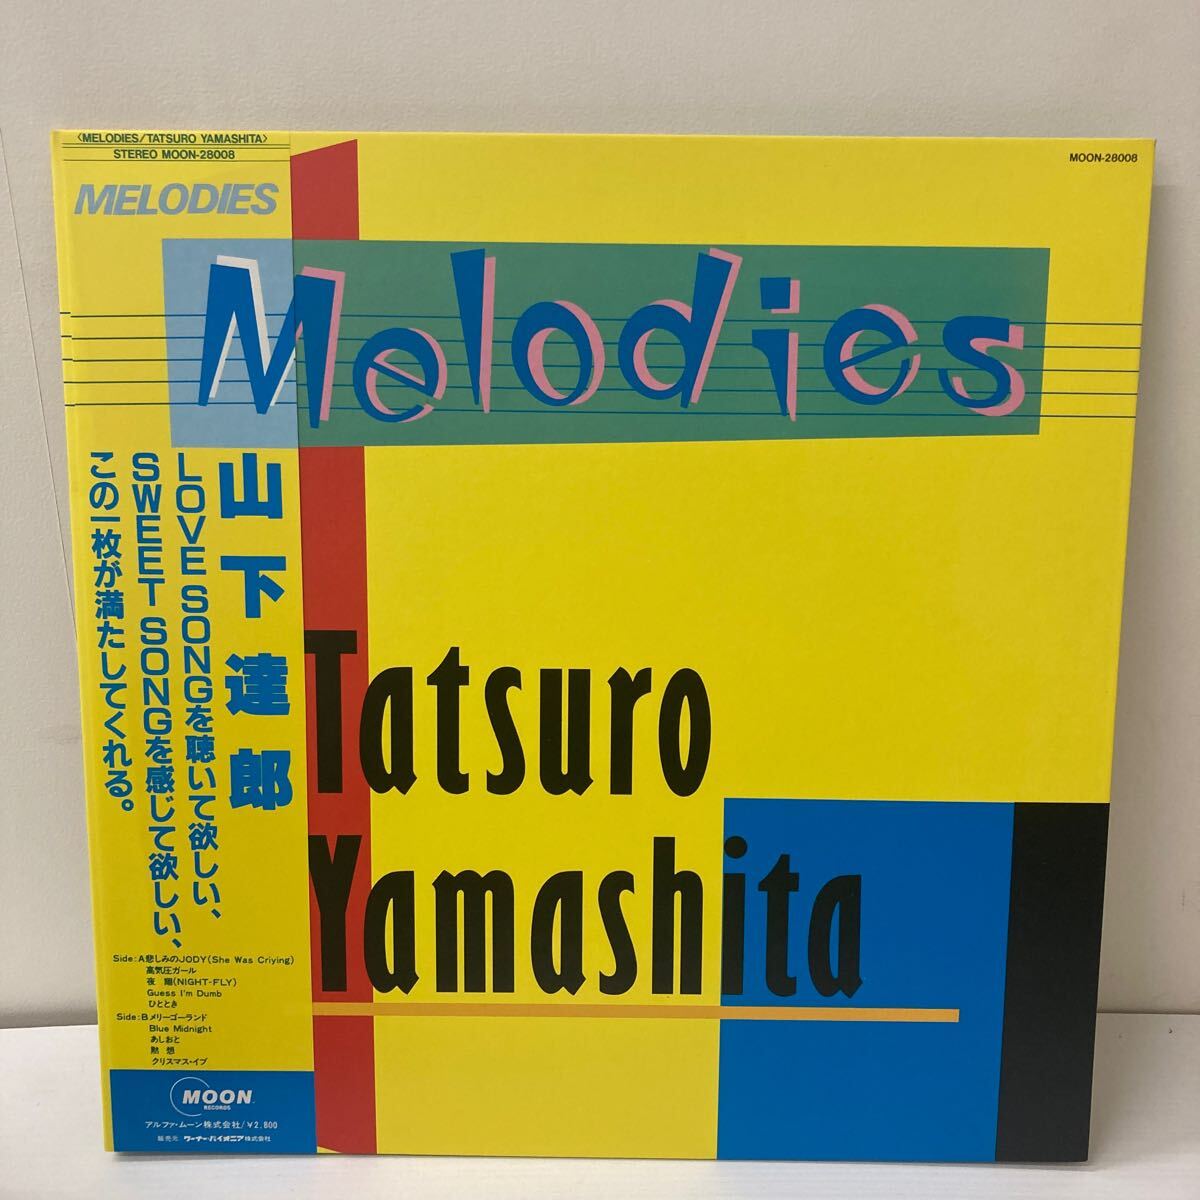 〈MELODIES/TATSURO YAMASHITA〉
STEREO MOON-28008
MELODIES
MOON-28008
Melodies
山下達郎
LOVE SONGを聴いて欲しい、
SWEET SONGを感じて欲しい、
この一枚が満たしてくれる。
Tatsuro
Yamashita
Side:A悲しみのJODY(She Was Criying)
高気圧ガール
夜 翔(NIGHT-FLY)
Guess I'm Dumb
ひととき
Side:Bメリー・ゴーランド
Blue Midnight
あしおと
黙 想
クリスマス・イブ
MOON
RECORDS
アルファ・ムーン株式会社/¥2,800
販売元 ワーナー・パイオニア株式会社